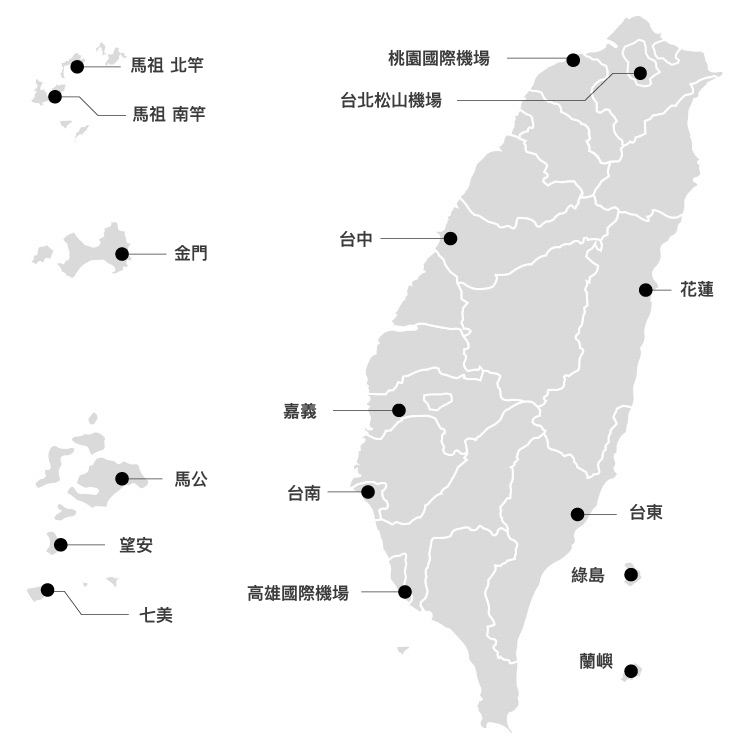 馬祖 北竿
馬祖 南竿
金門
馬公
望安
七美
桃園國際機場
台北松山機場
台中
花蓮
嘉義
台南
台東
高雄國際機場
綠島
蘭嶼